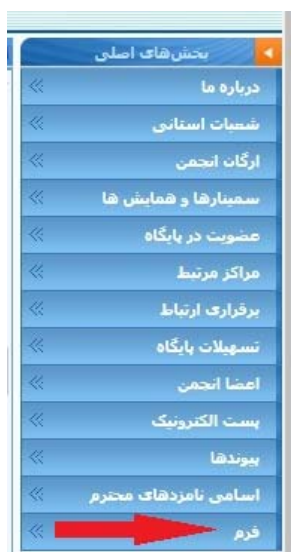 بخش‌های اصلی
درباره ما
شعبات استانی
ارگان انجمن
سمینارها و همایش ها
عضویت در پایگاه
مراکز مرتبط
برقراری ارتباط
تسهیلات پایگاه
اعضا انجمن
پست الکترونیک
پیوندها
اسامی نامزدهای محترم
فرم